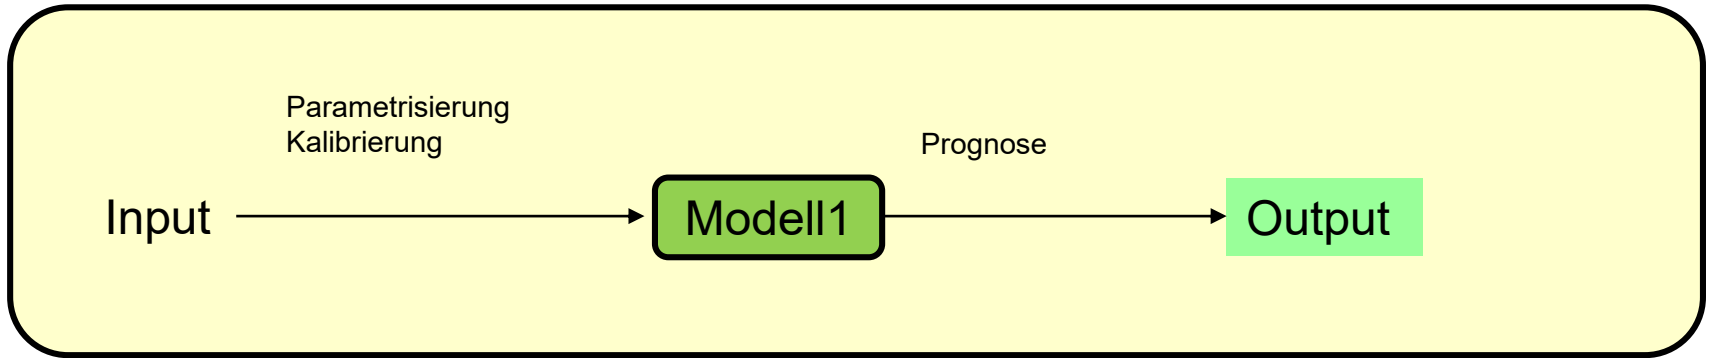 Parametrisierung
Kalibrierung
Prognose
Input
Modell1
Output